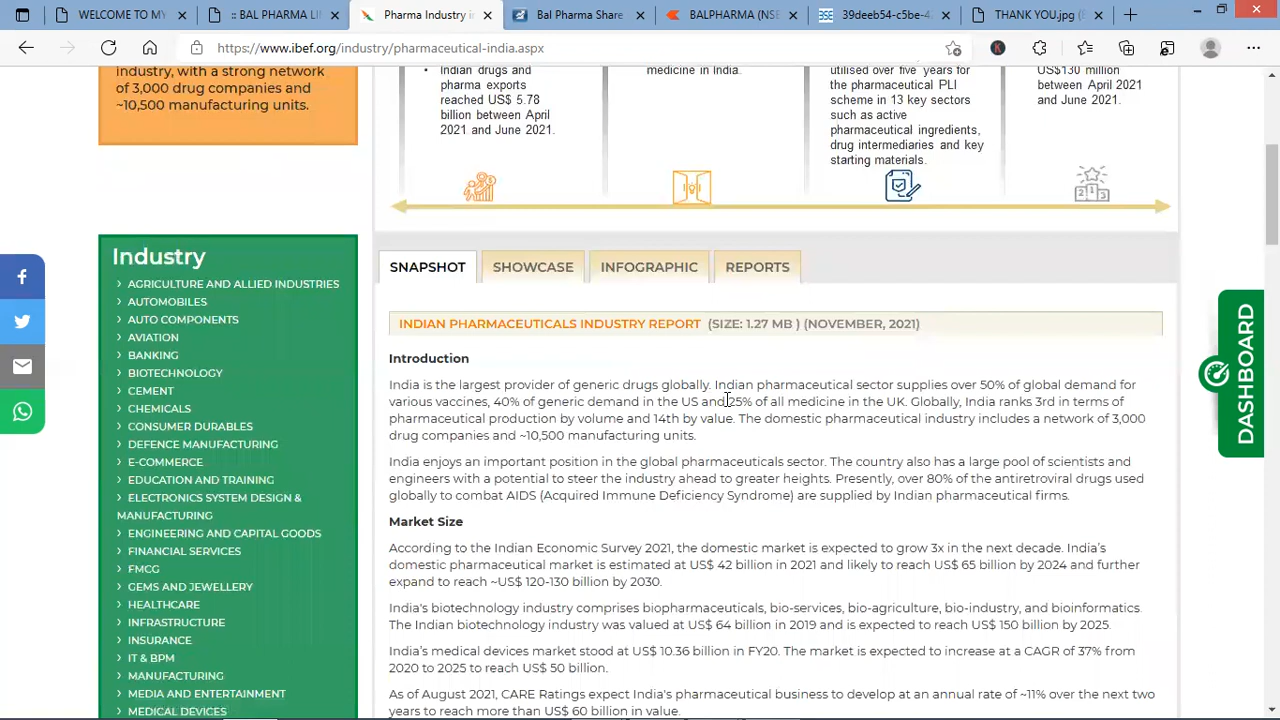 WELCOME TO MY
:: BAL PHARMA LI
Pharma Industry in
Bal Pharma Share
BALPHARMA (NSE
39deeb54-c5be-42
THANK YOU.jpg (
https://www.ibef.org/industry/pharmaceutical-india.aspx
Industry, with a strong network
of 3,000 drug companies and
~10,500 manufacturing units.
• Indian drugs and
pharma exports
reached US$ 5.78
billion between April
2021 and June 2021.
medicine in India.
utilised over five years for
the pharmaceutical PLI
scheme in 13 key sectors
such as active
pharmaceutical ingredients,
drug intermediaries and key
starting materials.
US$130 million
between April 2021
and June 2021.
Industry
AGRICULTURE AND ALLIED INDUSTRIES
AUTOMOBILES
AUTO COMPONENTS
AVIATION
BANKING
BIOTECHNOLOGY
CEMENT
CHEMICALS
CONSUMER DURABLES
DEFENCE MANUFACTURING
E-COMMERCE
EDUCATION AND TRAINING
ELECTRONICS SYSTEM DESIGN &
MANUFACTURING
ENGINEERING AND CAPITAL GOODS
FINANCIAL SERVICES
FMCG
GEMS AND JEWELLERY
HEALTHCARE
INFRASTRUCTURE
INSURANCE
IT & BPM
MANUFACTURING
MEDIA AND ENTERTAINMENT
MEDICAL DEVICES
SNAPSHOT
SHOWCASE
INFOGRAPHIC
REPORTS
INDIAN PHARMACEUTICALS INDUSTRY REPORT (SIZE: 1.27 MB ) (NOVEMBER, 2021)
Introduction
India is the largest provider of generic drugs globally. Indian pharmaceutical sector supplies over 50% of global demand for
various vaccines, 40% of generic demand in the US and 25% of all medicine in the UK. Globally, India ranks 3rd in terms of
pharmaceutical production by volume and 14th by value. The domestic pharmaceutical industry includes a network of 3,000
drug companies and ~10,500 manufacturing units.
India enjoys an important position in the global pharmaceuticals sector. The country also has a large pool of scientists and
engineers with a potential to steer the industry ahead to greater heights. Presently, over 80% of the antiretroviral drugs used
globally to combat AIDS (Acquired Immune Deficiency Syndrome) are supplied by Indian pharmaceutical firms.
Market Size
According to the Indian Economic Survey 2021, the domestic market is expected to grow 3x in the next decade. India's
domestic pharmaceutical market is estimated at US$ 42 billion in 2021 and likely to reach US$ 65 billion by 2024 and further
expand to reach ~US$ 120-130 billion by 2030.
India's biotechnology industry comprises biopharmaceuticals, bio-services, bio-agriculture, bio-industry, and bioinformatics.
The Indian biotechnology industry was valued at US$ 64 billion in 2019 and is expected to reach US$ 150 billion by 2025.
India's medical devices market stood at US$ 10.36 billion in FY20. The market is expected to increase at a CAGR of 37% from
2020 to 2025 to reach US$ 50 billion.
As of August 2021, CARE Ratings expect India's pharmaceutical business to develop at an annual rate of ~11% over the next two
years to reach more than US$ 60 billion in value.
DASHBOARD